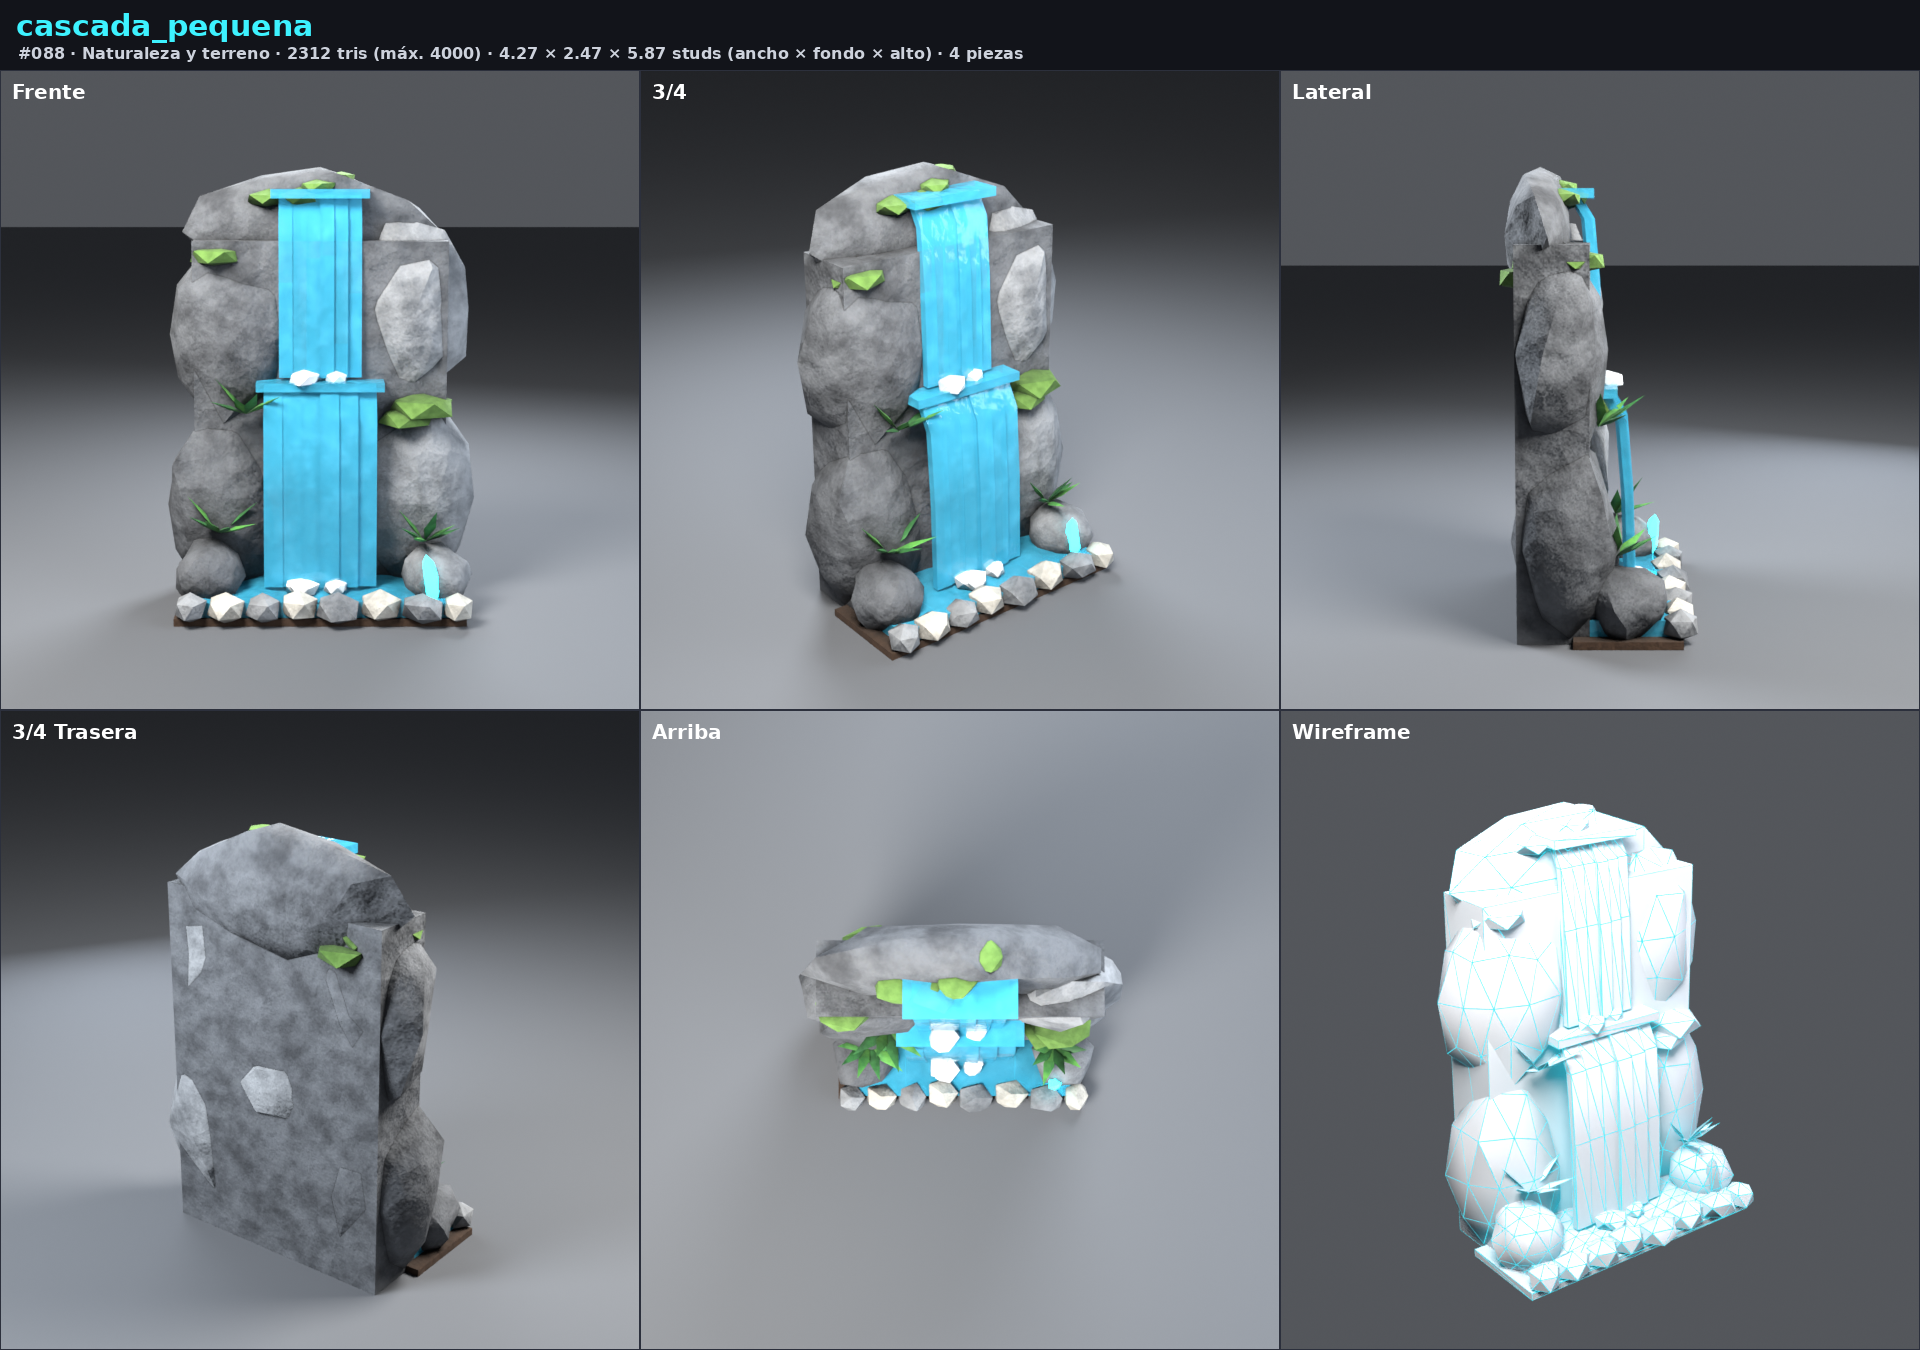 cascada_pequena
#088 · Naturaleza y terreno · 2312 tris (máx. 4000) · 4.27 × 2.47 × 5.87 studs (ancho × fondo × alto) · 4 piezas
Frente
3/4
Lateral
3/4 Trasera
Arriba
Wireframe